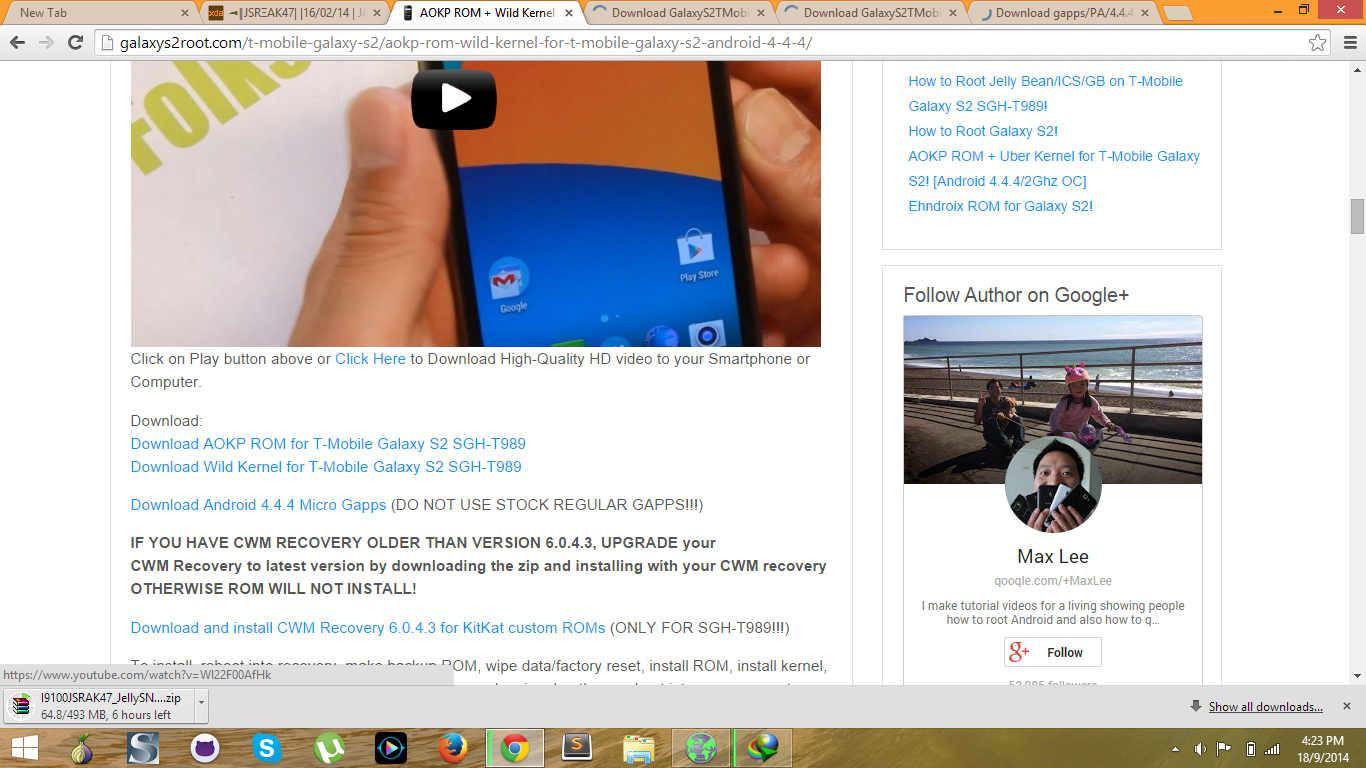 New Tab
⊸╢JSRΞAK47| |16/02/14 | J
AOKP ROM + Wild Kernel
Download GalaxyS2TMobi
Download GalaxyS2TMobi
Download gapps/PA/4.4.4
galaxys2root.com/t-mobile-galaxy-s2/aokp-rom-wild-kernel-for-t-mobile-galaxy-s2-android-4-4-4/
folks
Google
Play Store
Click on Play button above or Click Here to Download High-Quality HD video to your Smartphone or
Computer.
Download:
Download AOKP ROM for T-Mobile Galaxy S2 SGH-T989
Download Wild Kernel for T-Mobile Galaxy S2 SGH-T989
Download Android 4.4.4 Micro Gapps (DO NOT USE STOCK REGULAR GAPPS!!!)
IF YOU HAVE CWM RECOVERY OLDER THAN VERSION 6.0.4.3, UPGRADE your
CWM Recovery to latest version by downloading the zip and installing with your CWM recovery
OTHERWISE ROM WILL NOT INSTALL!
Download and install CWM Recovery 6.0.4.3 for KitKat custom ROMs (ONLY FOR SGH-T989!!!)
To install, reboot into recovery, make backup ROM, wipe data/factory reset, install ROM, install kernel,
How to Root Jelly Bean/ICS/GB on T-Mobile
Galaxy S2 SGH-T989!
How to Root Galaxy S2!
AOKP ROM + Uber Kernel for T-Mobile Galaxy
S2! [Android 4.4.4/2Ghz OC]
Ehndroix ROM for Galaxy S2!
Follow Author on Google+
Max Lee
google.com/+MaxLee
I make tutorial videos for a living showing people
how to root Android and also how to q...
g+ Follow
52,985 followers
https://www.youtube.com/watch?v=WI22F00AfHk
I9100JSRAK47_JellySN....zip
64.8/493 MB, 6 hours left
Show all downloads...
4:23 PM
18/9/2014